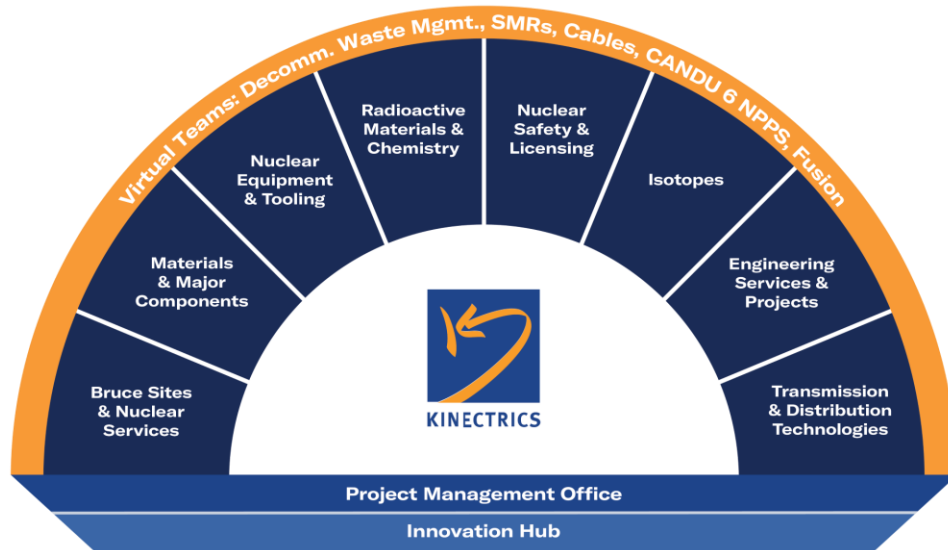 Virtual Teams: Decomm. Waste Mgmt., SMRs, Cables, CANDU 6 NPPS, Fusion
Bruce Sites
& Nuclear
Services
Materials
& Major
Components
Nuclear
Equipment
& Tooling
Radioactive
Materials &
Chemistry
Nuclear
Safety &
Licensing
Isotopes
Engineering
Services &
Projects
Transmission
& Distribution
Technologies
KINECTRICS
Project Management Office
Innovation Hub